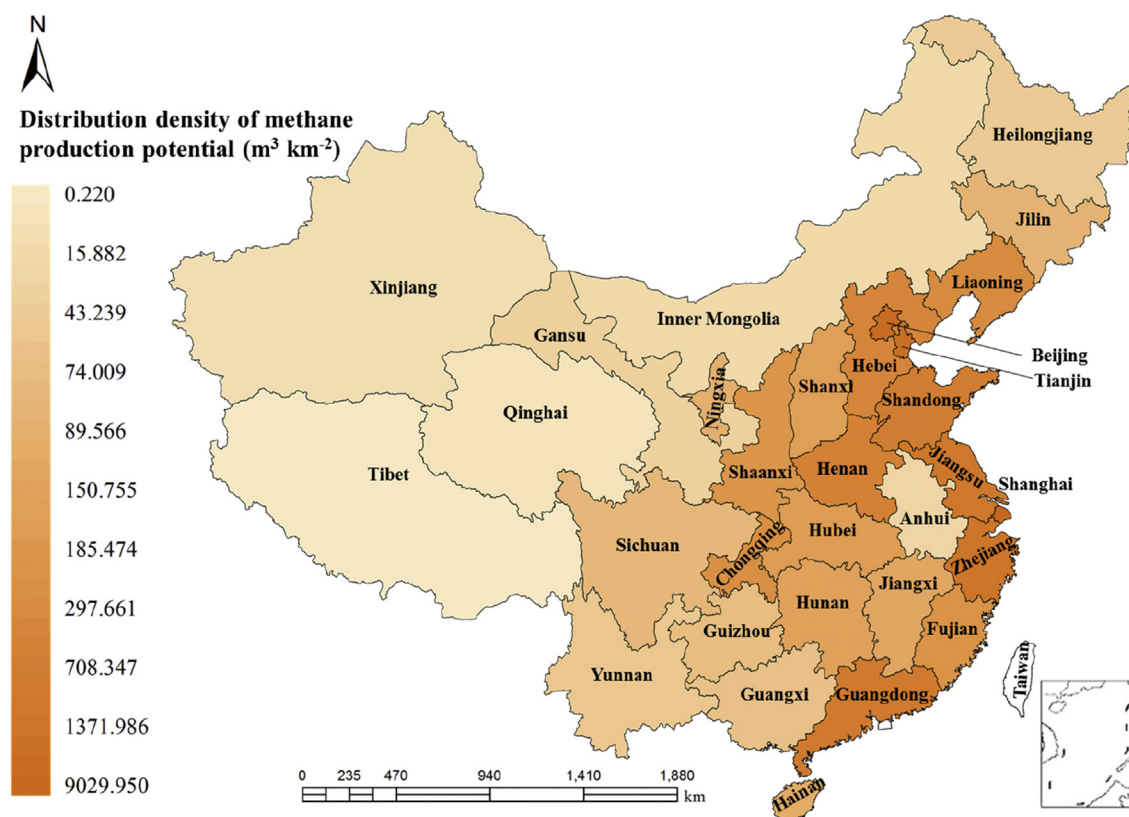 N
Distribution density of methane
production potential (m³ km⁻²)
0.220
15.882
43.239
74.009
89.566
150.755
185.474
297.661
708.347
1371.986
9029.950
Heilongjiang
Jilin
Liaoning
Xinjiang
Inner Mongolia
Gansu
Beijing
Tianjin
Hebei
Ningxia
Shanxi
Shandong
Qinghai
Tibet
Shaanxi
Henan
Jiangsu
Shanghai
Anhui
Sichuan
Chongqing
Hubei
Zhejiang
Jiangxi
Hunan
Guizhou
Fujian
Yunnan
Guangxi
Guangdong
Taiwan
Hainan
0 235 470 940 1,410 1,880
km